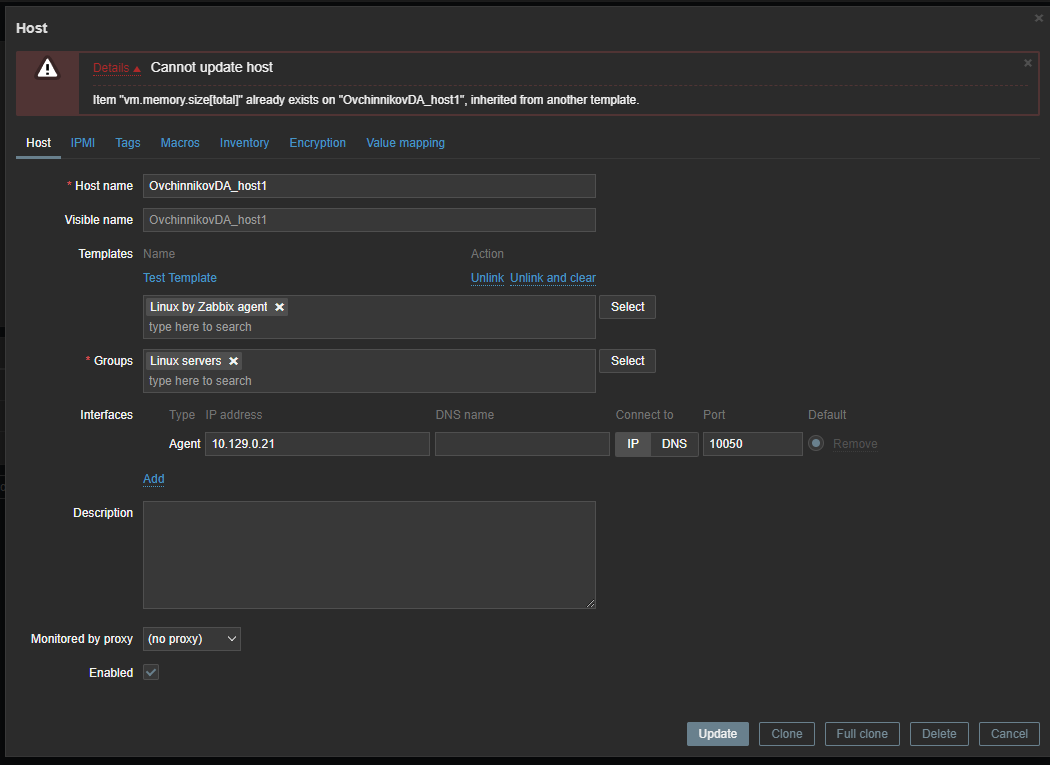 Host
Details Cannot update host
Item "vm.memory.size[total]" already exists on "OvchinnikovDA_host1", inherited from another template.
Host IPMI Tags Macros Inventory Encryption Value mapping
* Host name OvchinnikovDA_host1
Visible name OvchinnikovDA_host1
Templates Name Action
Test Template Unlink Unlink and clear
Linux by Zabbix agent Select
type here to search
* Groups Linux servers Select
type here to search
Interfaces Type IP address DNS name Connect to Port Default
Agent 10.129.0.21 IP DNS 10050 Remove
Add
Description
Monitored by proxy (no proxy)
Enabled
Update Clone Full clone Delete Cancel